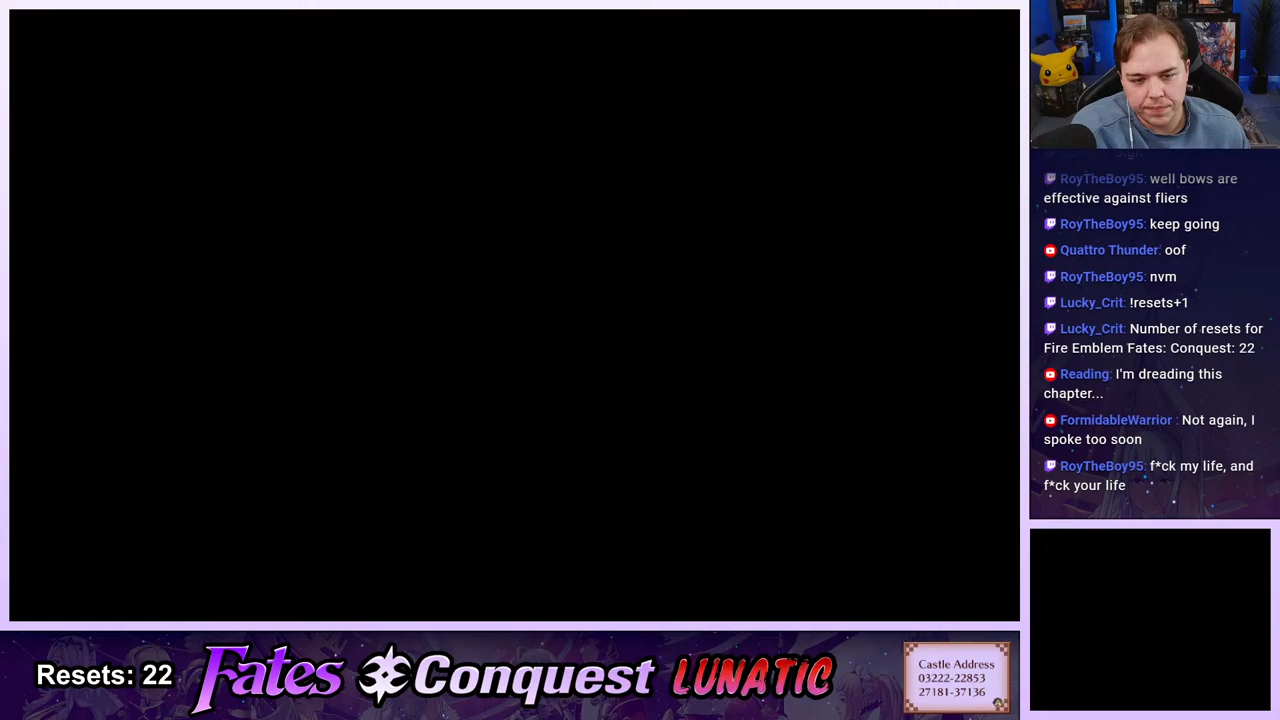 RoyTheBoy95: well bows are
effective against fliers
RoyTheBoy95: keep going
Quattro Thunder: oof
RoyTheBoy95: nvm
Lucky_Crit: !resets+1
Lucky_Crit: Number of resets for
Fire Emblem Fates: Conquest: 22
Reading: I'm dreading this
chapter...
FormidableWarrior : Not again, I
spoke too soon
RoyTheBoy95: f*ck my life, and
f*ck your life
Resets: 22
Fates Conquest LUNATIC
Castle Address
03222-22853
27181-37136